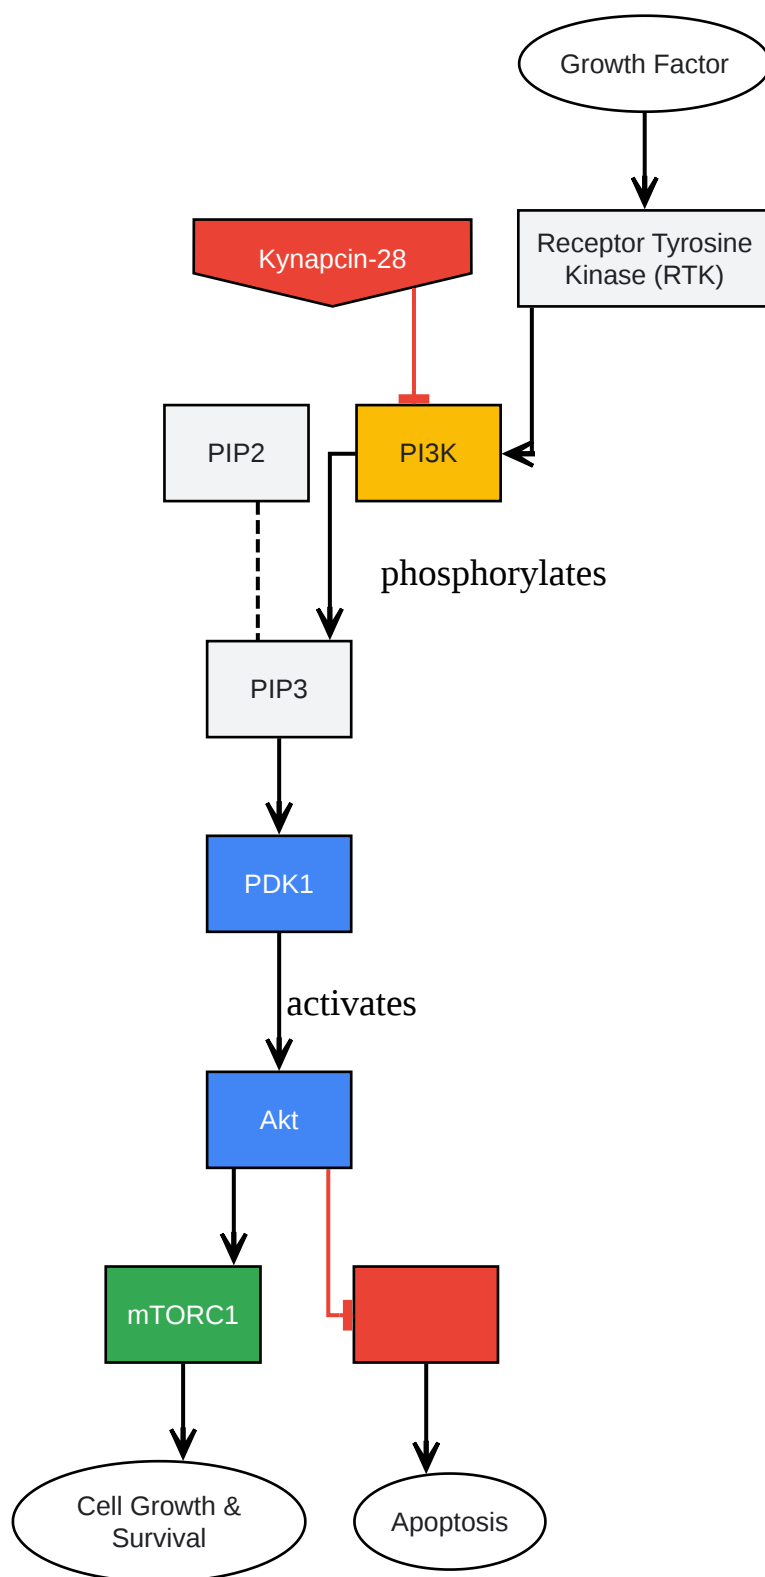 Growth Factor
Receptor Tyrosine
Kinase (RTK)
Kynapcin-28
PIP2
PI3K
phosphorylates
PIP3
PDK1
activates
Akt
mTORC1
Cell Growth &
Survival
Apoptosis